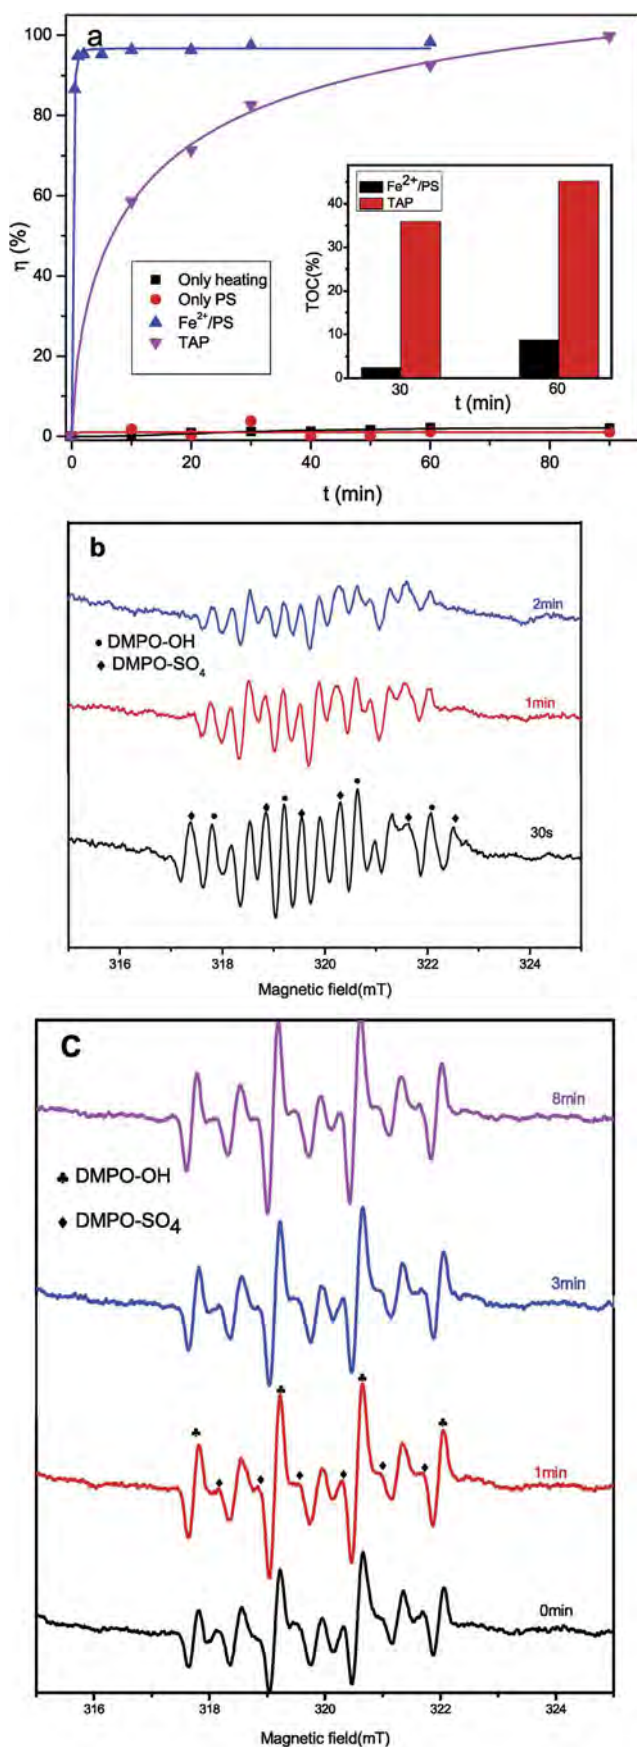 a
100
80
60
40
20
0
η (%)
Only heating
Only PS
Fe²⁺/PS
TAP
Fe²⁺/PS
TAP
40
30
20
10
0
TOC(%)
30 60
t (min)
0 20 40 60 80
t (min)
b
2min
DMPO-OH
DMPO-SO₄
1min
30s
316 318 320 322 324
Magnetic field(mT)
C
8min
DMPO-OH
DMPO-SO₄
3min
1min
0min
316 318 320 322 324
Magnetic field(mT)